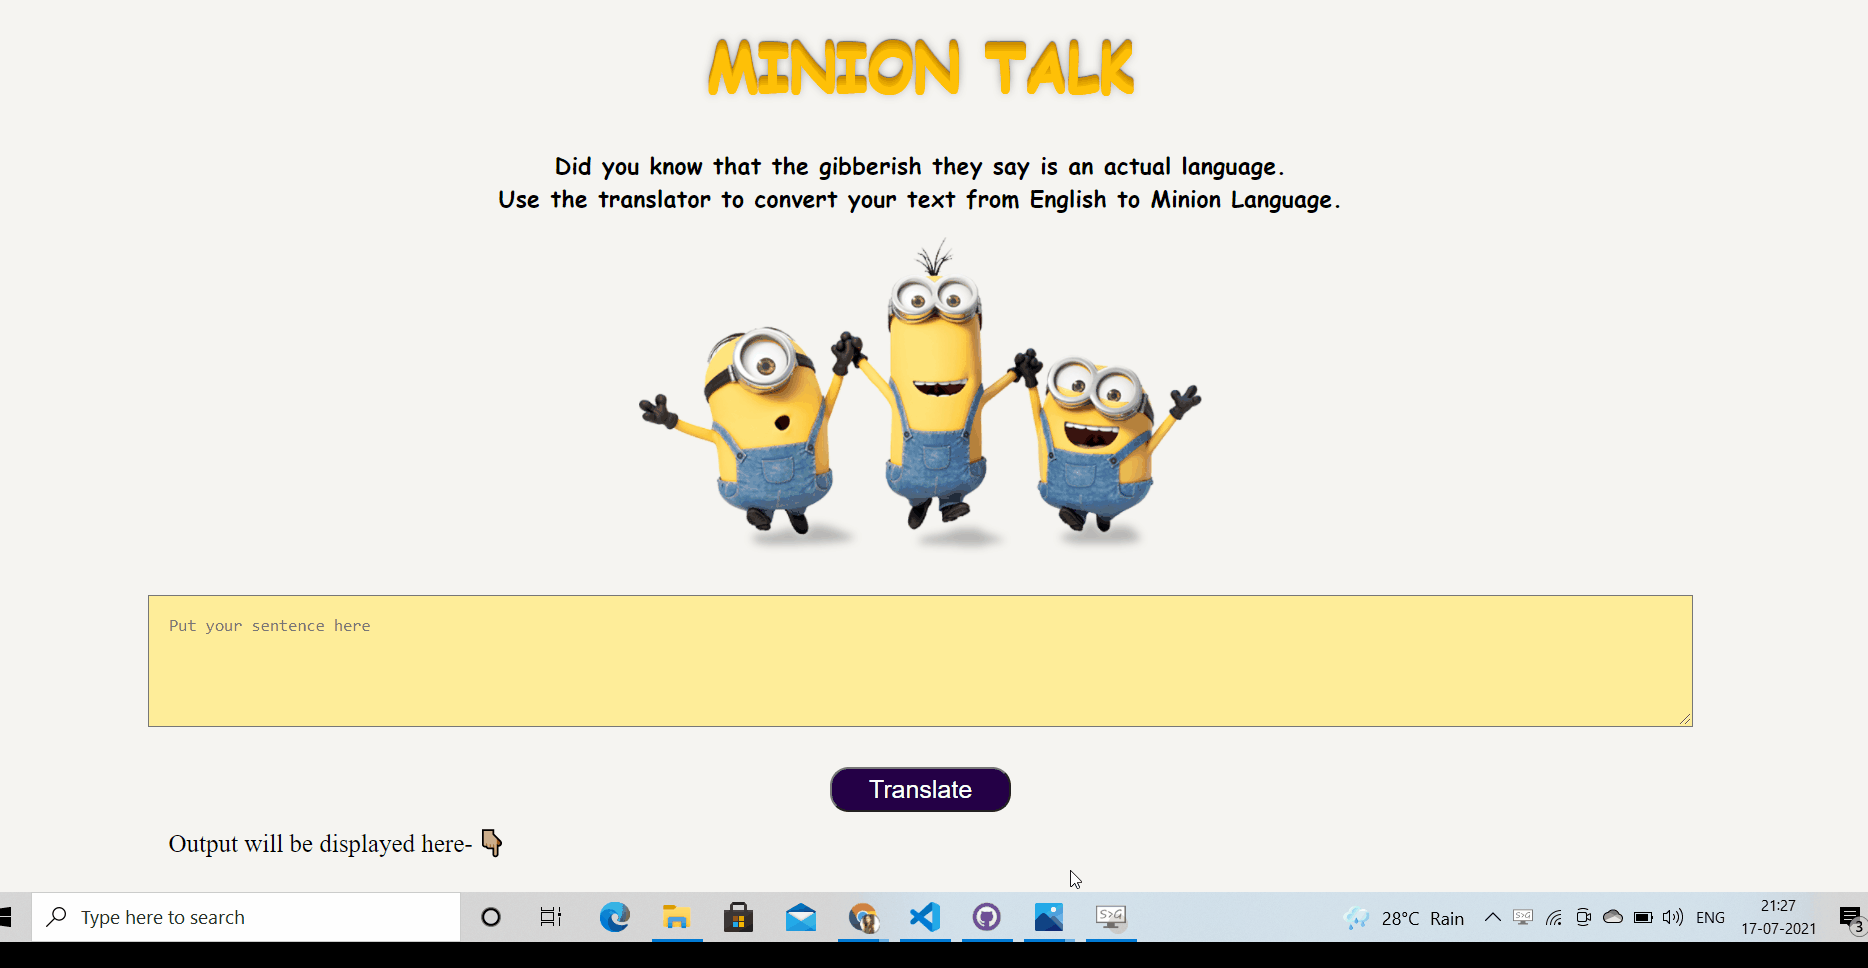 MINION TALK
Did you know that the gibberish they say is an actual language.
Use the translator to convert your text from English to Minion Language.
Put your sentence here
Translate
Output will be displayed here- 👇🏽
Type here to search
S>G
28°C Rain
S>G
ENG
21:27
17-07-2021
3